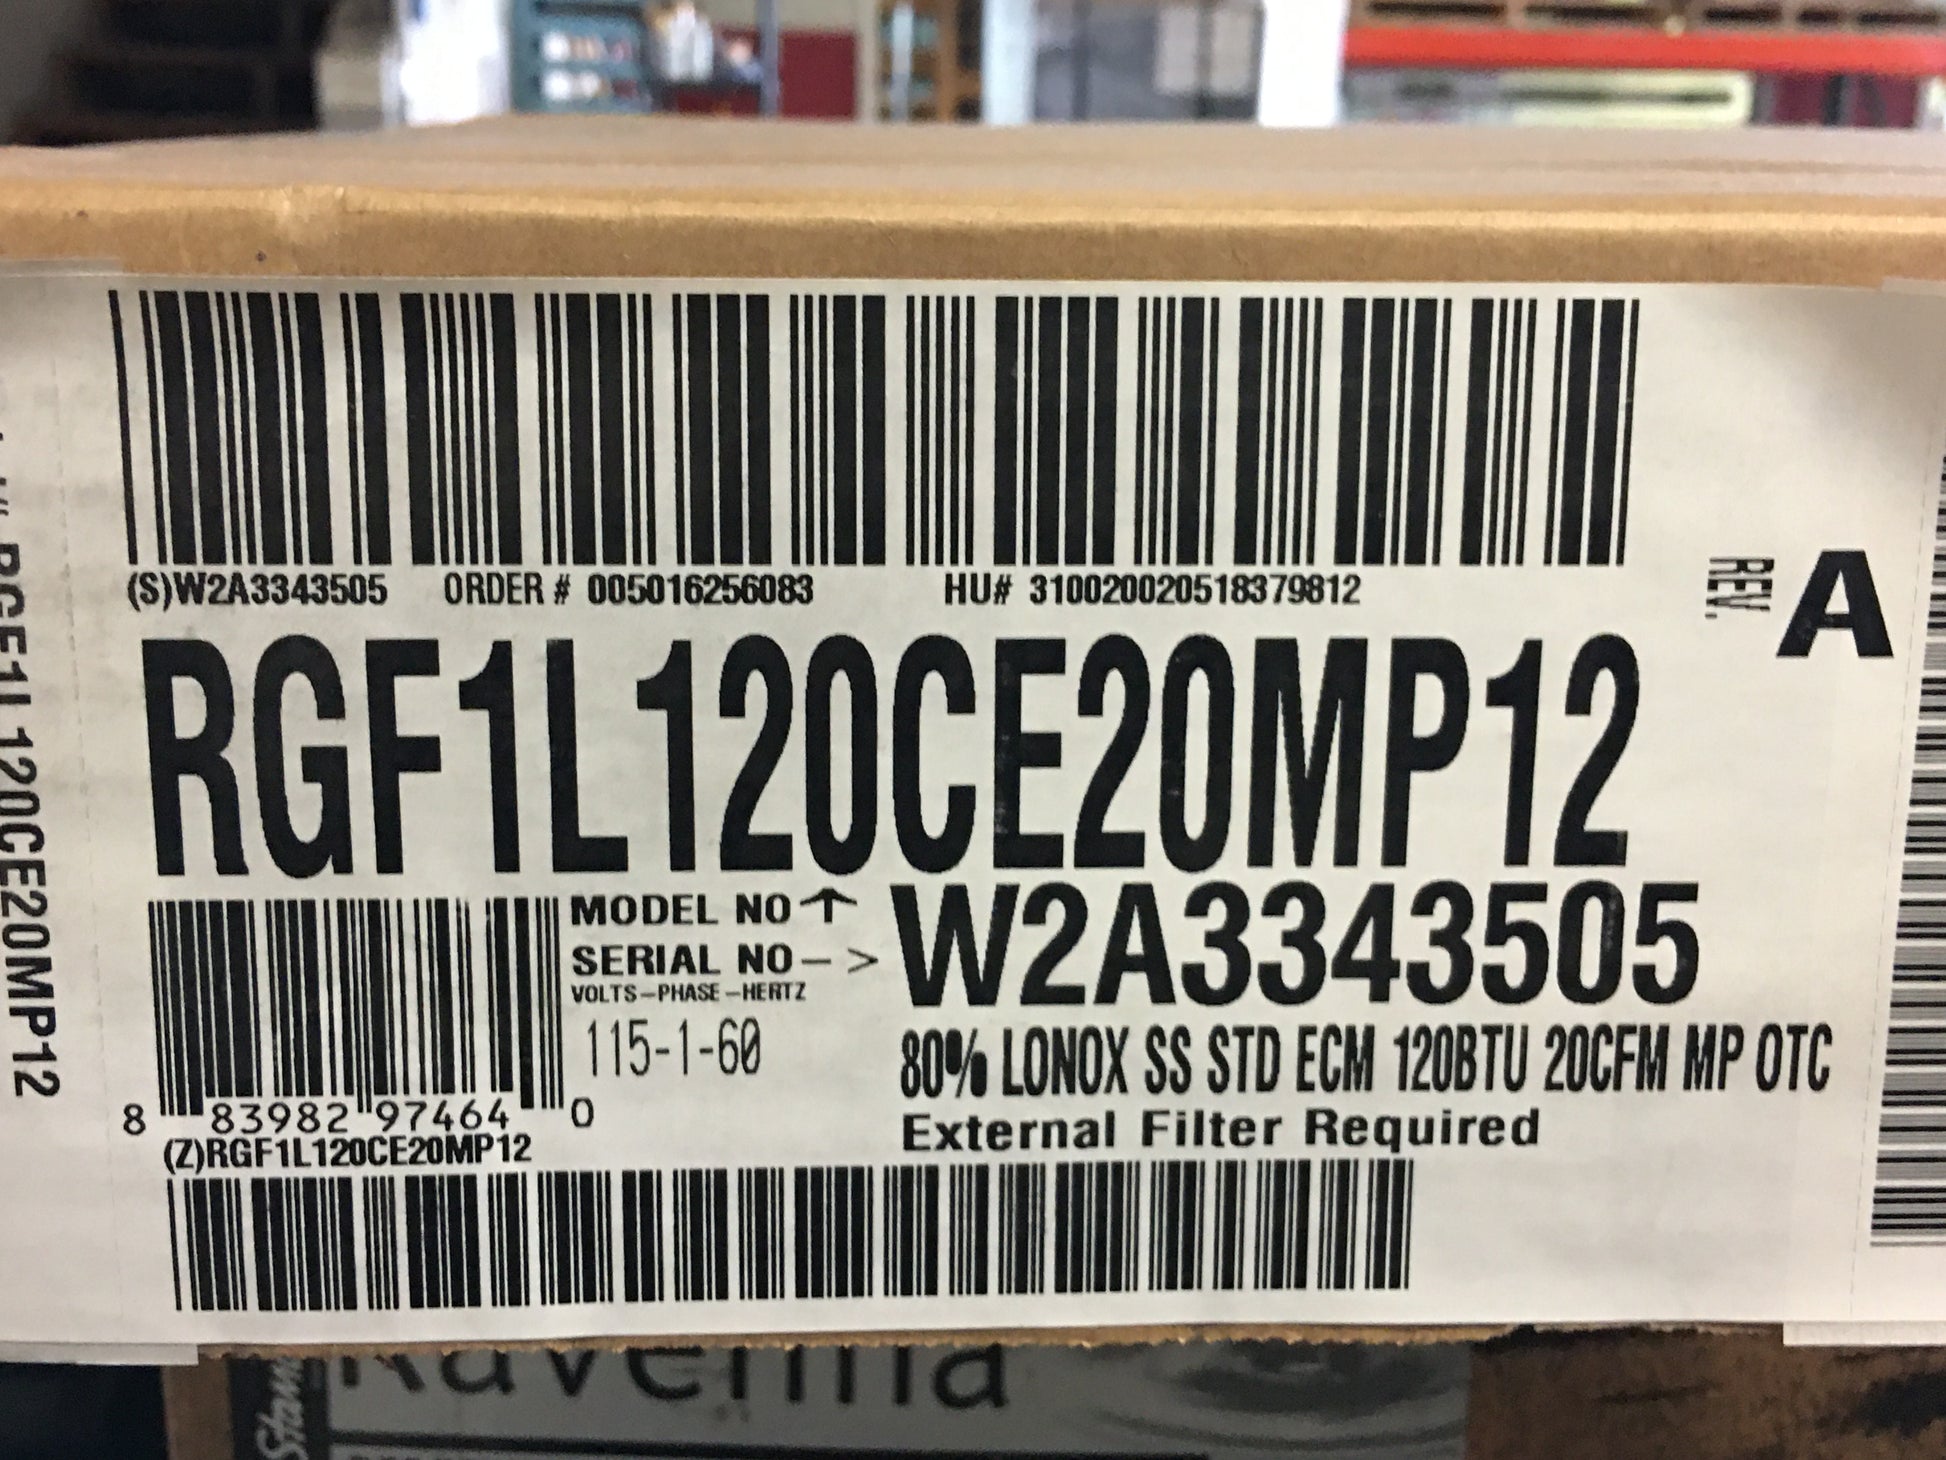 (S)W2A3343505 ORDER # 005016256083 HU# 310020020518379812
REV. A
RGF1L120CE20MP12
MODEL NO ↑
SERIAL NO -> W2A3343505
VOLTS-PHASE-HERTZ
115-1-60
80% LONOX SS STD ECM 120BTU 20CFM MP OTC
External Filter Required
8 83982 97464 0
(Z)RGF1L120CE20MP12
RGF1L120CE20MP12
Ravenna